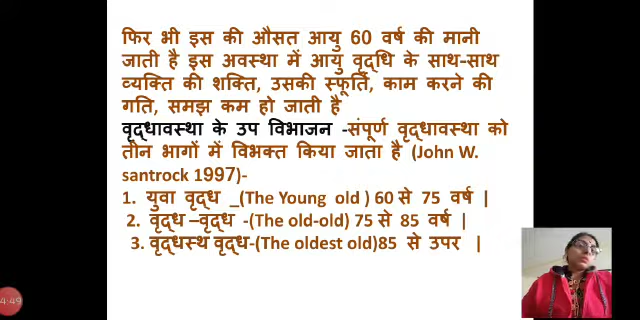 फिर भी इस की औसत आयु 60 वर्ष की मानी
जाती है इस अवस्था में आयु वृद्धि के साथ-साथ
व्यक्ति की शक्ति, उसकी स्फूर्ति, काम करने की
गति, समझ कम हो जाती है
वृद्धावस्था के उप विभाजन -संपूर्ण वृद्धावस्था को
तीन भागों में विभक्त किया जाता है (John W.
santrock 1997)-
1. युवा वृद्ध _(The Young old ) 60 से 75 वर्ष |
2. वृद्ध –वृद्ध -(The old-old) 75 से 85 वर्ष |
3. वृद्धस्थ वृद्ध-(The oldest old)85 से उपर |
4:49